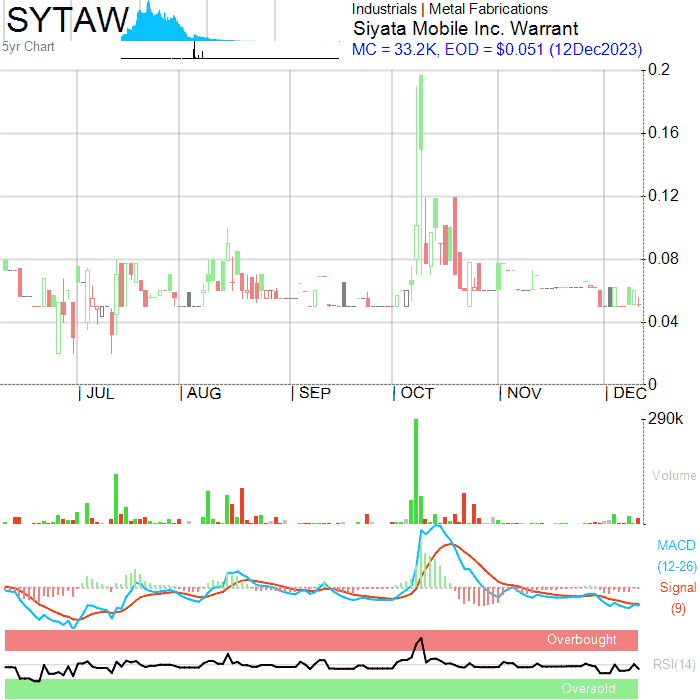 SYTAW
5yr Chart
Industrials | Metal Fabrications
Siyata Mobile Inc. Warrant
MC = 33.2K, EOD = $0.051 (12Dec2023)
0.2
0.16
0.12
0.08
0.04
0
| JUL | AUG | SEP | OCT | NOV | DEC
290k
Volume
MACD
(12-26)
Signal
(9)
Overbought
RSI(14)
Oversold